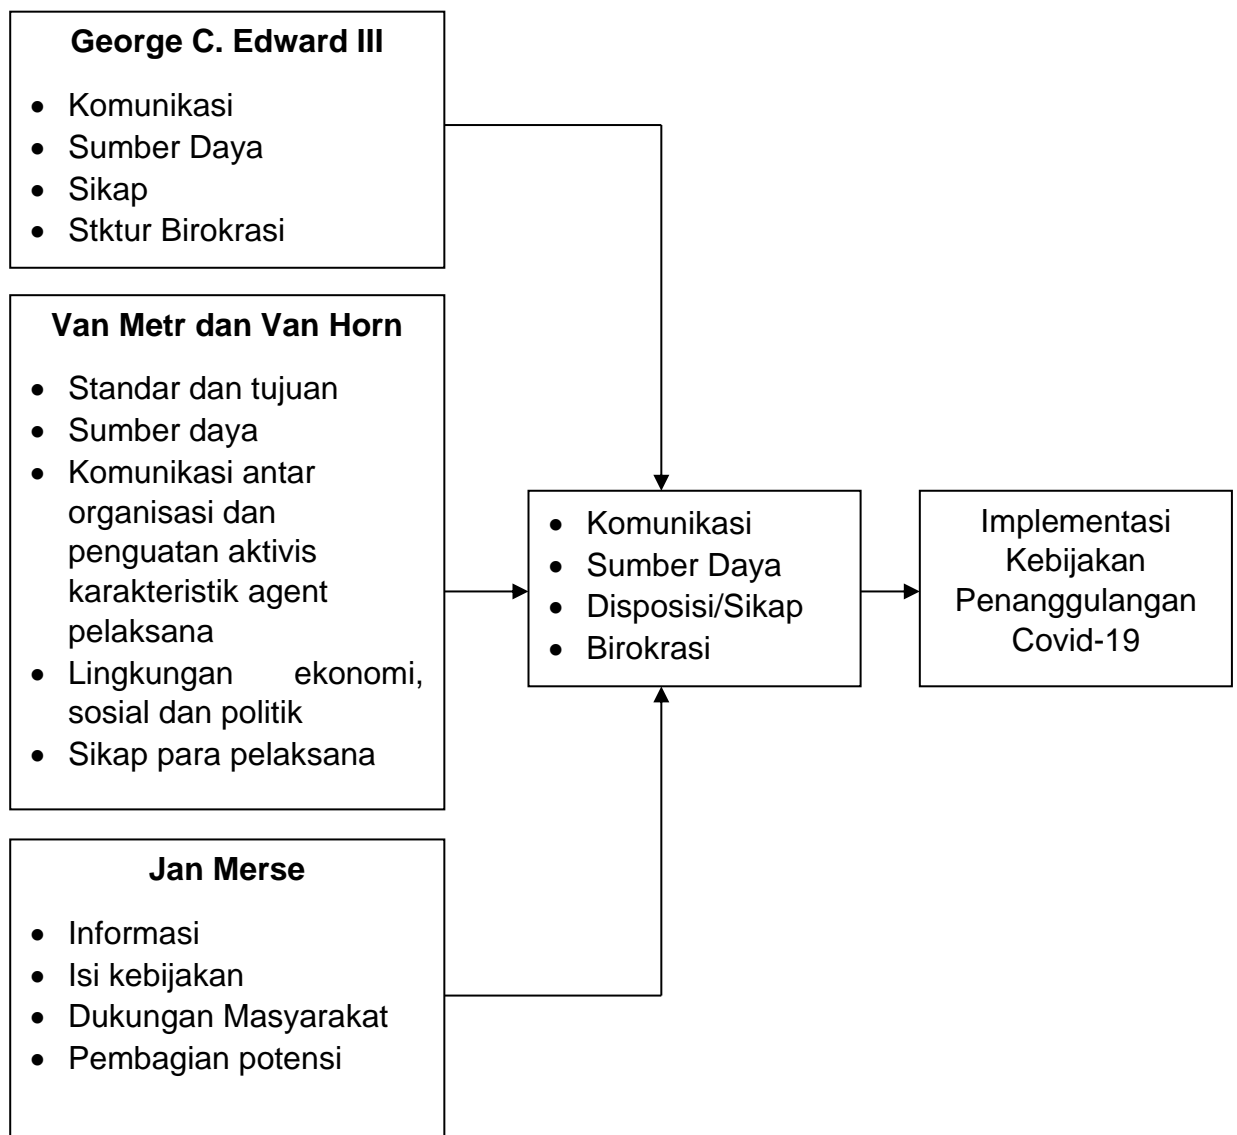 George C. Edward III
• Komunikasi
• Sumber Daya
• Sikap
• Stktur Birokrasi
Van Metr dan Van Horn
• Standar dan tujuan
• Sumber daya
• Komunikasi antar
organisasi dan
penguatan aktivis
karakteristik agent
pelaksana
• Lingkungan ekonomi,
sosial dan politik
• Sikap para pelaksana
Jan Merse
• Informasi
• Isi kebijakan
• Dukungan Masyarakat
• Pembagian potensi
• Komunikasi
• Sumber Daya
• Disposisi/Sikap
• Birokrasi
Implementasi
Kebijakan
Penanggulangan
Covid-19